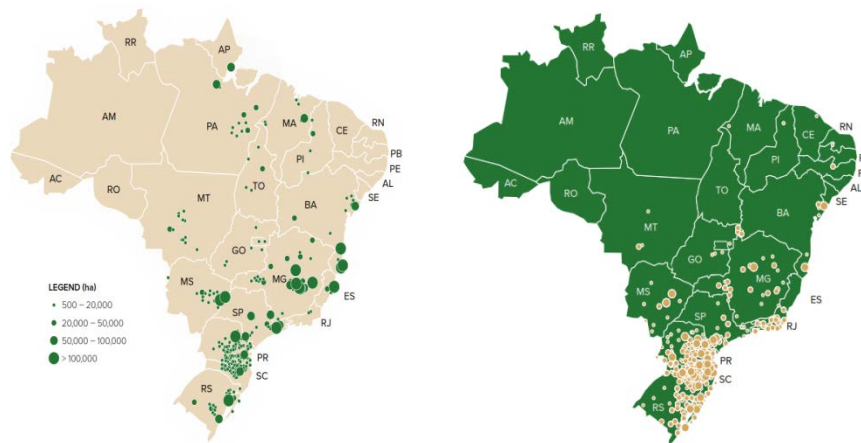 RR
AP
AM
PA
MA
CE
RN
PB
PE
AL
SE
PI
AC
RO
TO
MT
BA
GO
MG
MS
ES
SP
RJ
PR
SC
RS
LEGEND (ha)
500 – 20,000
20,000 – 50,000
50,000 – 100,000
> 100,000
RR
AP
AM
PA
MA
CE
RN
PI
AL
SE
AC
RO
TO
MT
BA
GO
MG
MS
ES
SP
RJ
PR
SC
RS